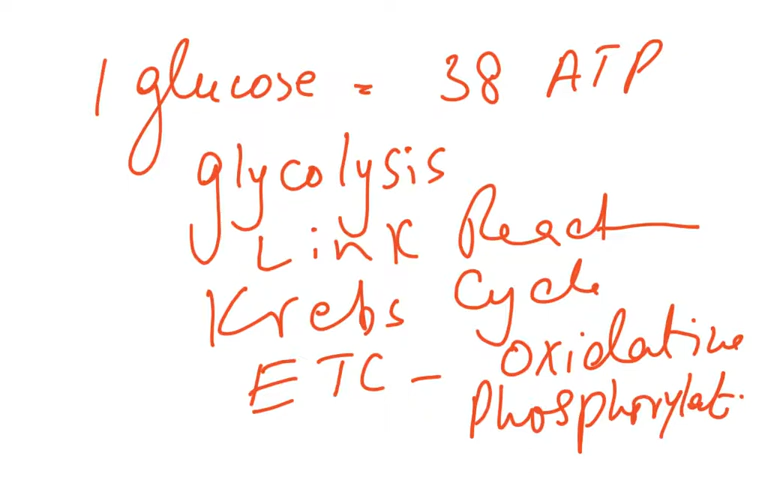 1 glucose = 38 ATP
glycolysis
Link React
Krebs Cycle
ETC - Oxidative
Phosphorylat.